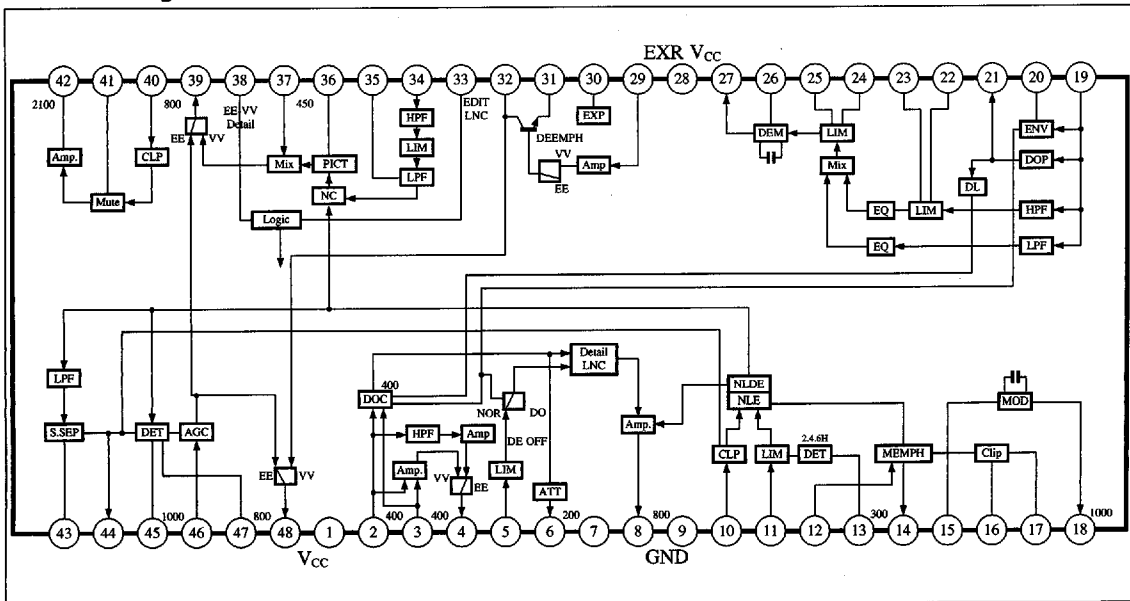 EXR VCC
42 41 40 39 38 37 36 35 34 33 32 31 30 29 28 27 26 25 24 23 22 21 20 19
2100 800 EE VV 450 EDIT
Detail LNC
HPF EXP ENV
EE VV DEEMPH DEM LIM
Amp. CLP LIM VV Amp DOP
Mix PICT Mix
LPF EE DL
Mute NC
Logic EQ LIM HPF
EQ LPF
Detail
LNC
LPF 400 NLDE
DOC NOR DO NLE MOD
S.SEP DET AGC HPF Amp Amp.
DE OFF 2.4.6H
CLP LIM DET MEMPH Clip
EE VV Amp. VV EE LIM
ATT
1000 800 400 400 200 800 300 1000
43 44 45 46 47 48 1 2 3 4 5 6 7 8 9 10 11 12 13 14 15 16 17 18
VCC GND